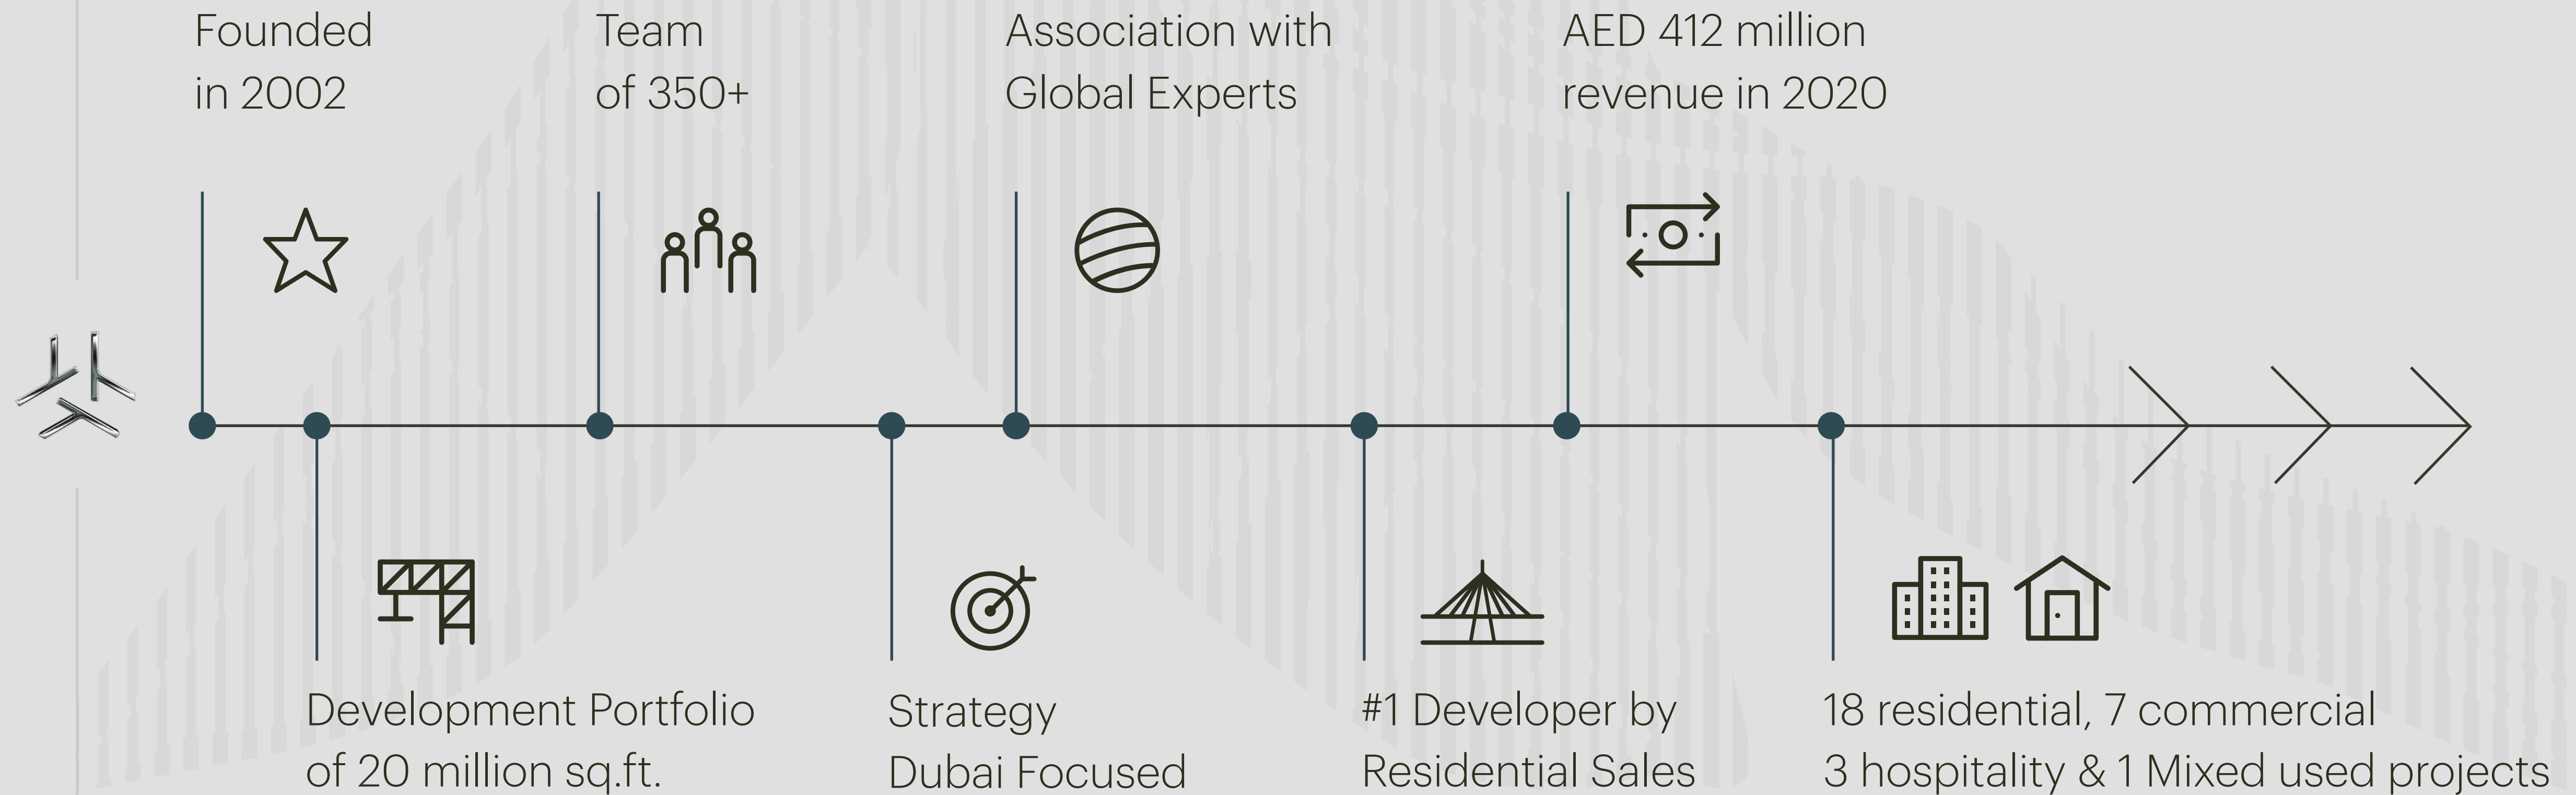 Founded
in 2002
Team
of 350+
Association with
Global Experts
AED 412 million
revenue in 2020
Development Portfolio
of 20 million sq.ft.
Strategy
Dubai Focused
#1 Developer by
Residential Sales
18 residential, 7 commercial
3 hospitality & 1 Mixed used projects